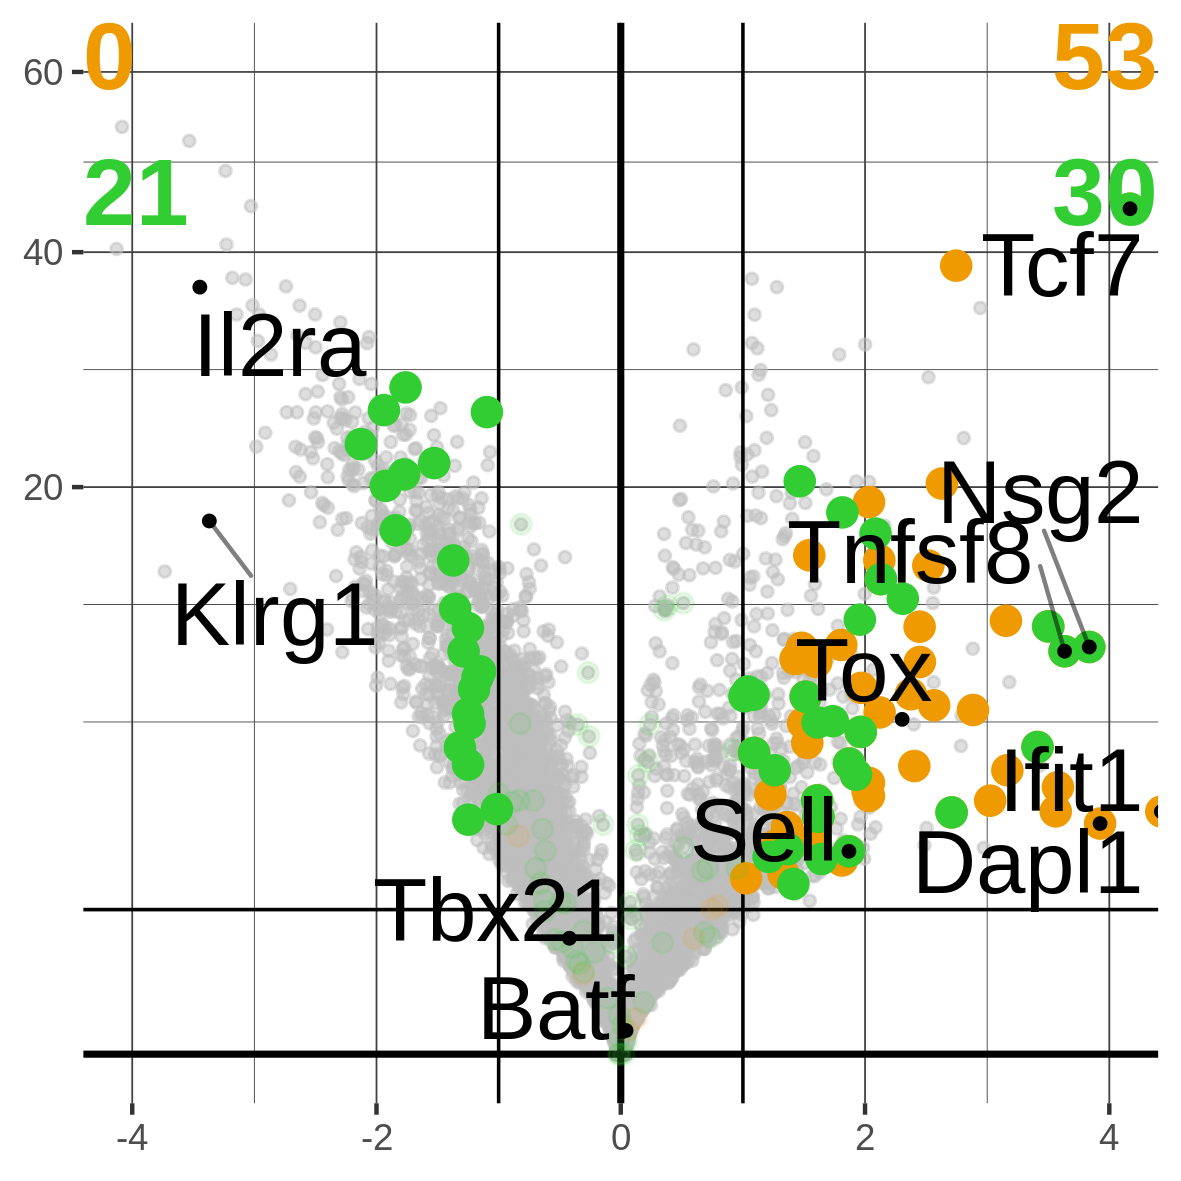 0 53
60
21 30
Tcf7
40
Il2ra
Nsg2
20
Tnfsf8
Klrg1
Tox
Ifit1
Sell
Dapl1
Tbx21
Batf
-4 -2 0 2 4